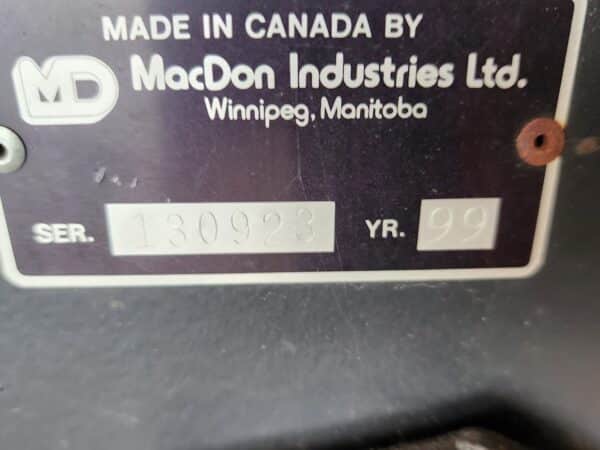 MADE IN CANADA BY
MD MacDon Industries Ltd.
Winnipeg, Manitoba
SER. 130923 YR. 99